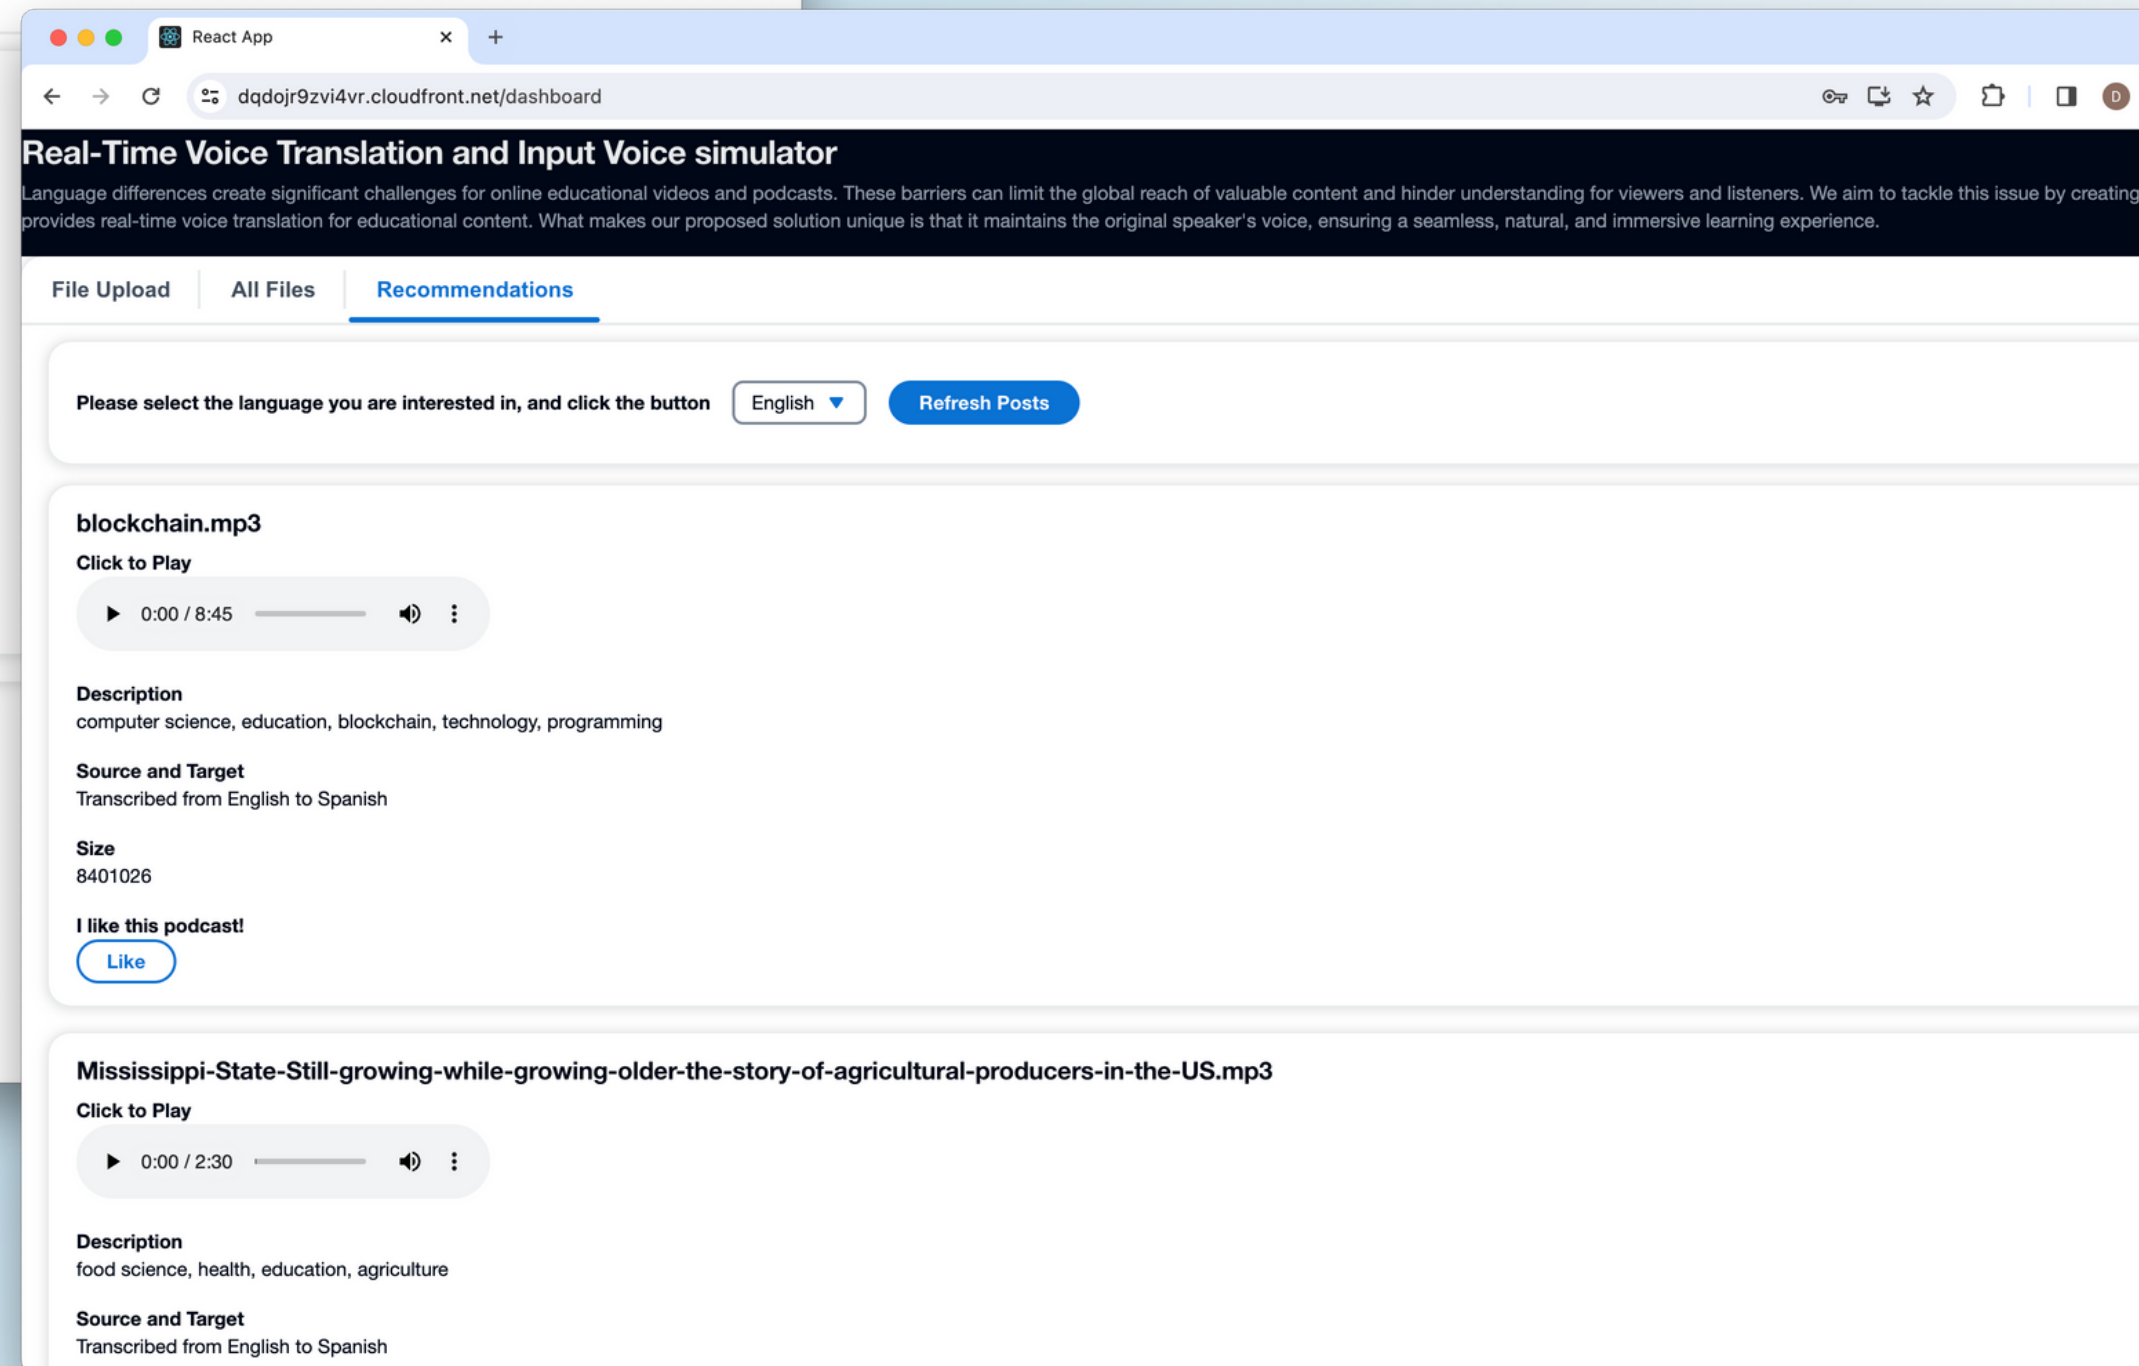 React App
dqdojr9zvi4vr.cloudfront.net/dashboard
D
Real-Time Voice Translation and Input Voice simulator
Language differences create significant challenges for online educational videos and podcasts. These barriers can limit the global reach of valuable content and hinder understanding for viewers and listeners. We aim to tackle this issue by creating
provides real-time voice translation for educational content. What makes our proposed solution unique is that it maintains the original speaker's voice, ensuring a seamless, natural, and immersive learning experience.
File Upload All Files Recommendations
Please select the language you are interested in, and click the button English Refresh Posts
blockchain.mp3
Click to Play
0:00 / 8:45
Description
computer science, education, blockchain, technology, programming
Source and Target
Transcribed from English to Spanish
Size
8401026
I like this podcast!
Like
Mississippi-State-Still-growing-while-growing-older-the-story-of-agricultural-producers-in-the-US.mp3
Click to Play
0:00 / 2:30
Description
food science, health, education, agriculture
Source and Target
Transcribed from English to Spanish